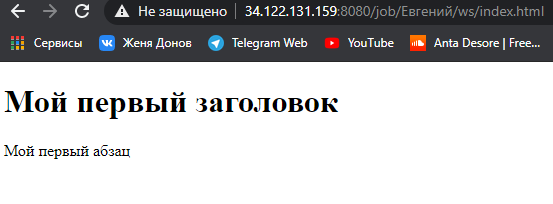 Не защищено 34.122.131.159:8080/job/Евгений/ws/index.html
Сервисы Женя Донов Telegram Web YouTube Anta Desore | Free...
Мой первый заголовок
Мой первый абзац